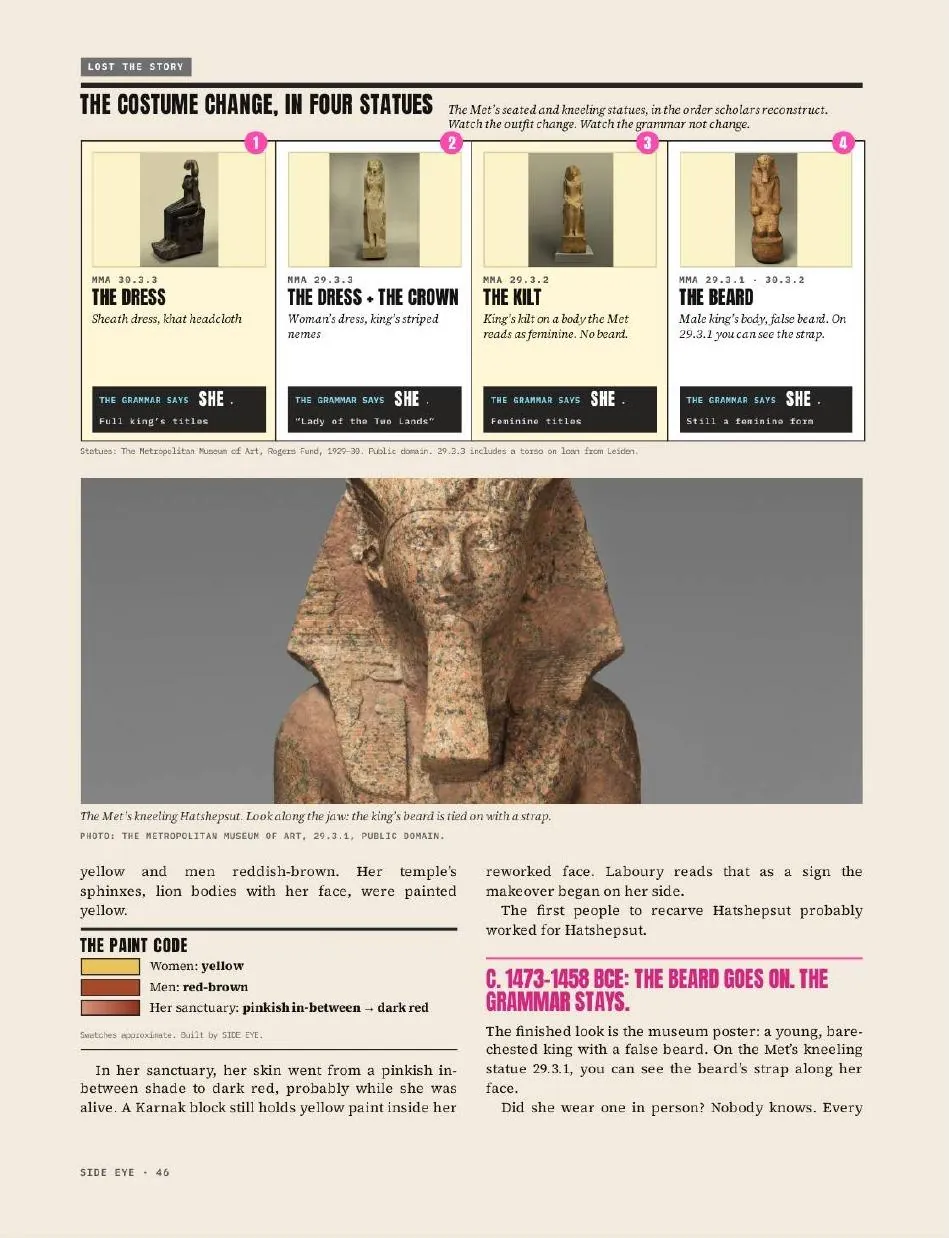 LOST THE STORY
THE COSTUME CHANGE, IN FOUR STATUES
The Met's seated and kneeling statues, in the order scholars reconstruct.
Watch the outfit change. Watch the grammar not change.
1
MMA 30.3.3
THE DRESS
Sheath dress, khat headcloth
THE GRAMMAR SAYS SHE .
Full king's titles
2
MMA 29.3.3
THE DRESS + THE CROWN
Woman's dress, king's striped
nemes
THE GRAMMAR SAYS SHE .
"Lady of the Two Lands"
3
MMA 29.3.2
THE KILT
King's kilt on a body the Met
reads as feminine. No beard.
THE GRAMMAR SAYS SHE .
Feminine titles
4
MMA 29.3.1 · 30.3.2
THE BEARD
Male king's body, false beard. On
29.3.1 you can see the strap.
THE GRAMMAR SAYS SHE .
Still a feminine form
Statues: The Metropolitan Museum of Art, Rogers Fund, 1929–30. Public domain. 29.3.3 includes a torso on loan from Leiden.
The Met's kneeling Hatshepsut. Look along the jaw: the king's beard is tied on with a strap.
PHOTO: THE METROPOLITAN MUSEUM OF ART, 29.3.1, PUBLIC DOMAIN.
yellow and men reddish-brown. Her temple's
sphinxes, lion bodies with her face, were painted
yellow.
THE PAINT CODE
Women: yellow
Men: red-brown
Her sanctuary: pinkish in-between → dark red
Swatches approximate. Built by SIDE EYE.
In her sanctuary, her skin went from a pinkish in-
between shade to dark red, probably while she was
alive. A Karnak block still holds yellow paint inside her
reworked face. Laboury reads that as a sign the
makeover began on her side.
The first people to recarve Hatshepsut probably
worked for Hatshepsut.
C. 1473–1458 BCE: THE BEARD GOES ON. THE
GRAMMAR STAYS.
The finished look is the museum poster: a young, bare-
chested king with a false beard. On the Met's kneeling
statue 29.3.1, you can see the beard's strap along her
face.
Did she wear one in person? Nobody knows. Every
SIDE EYE · 46